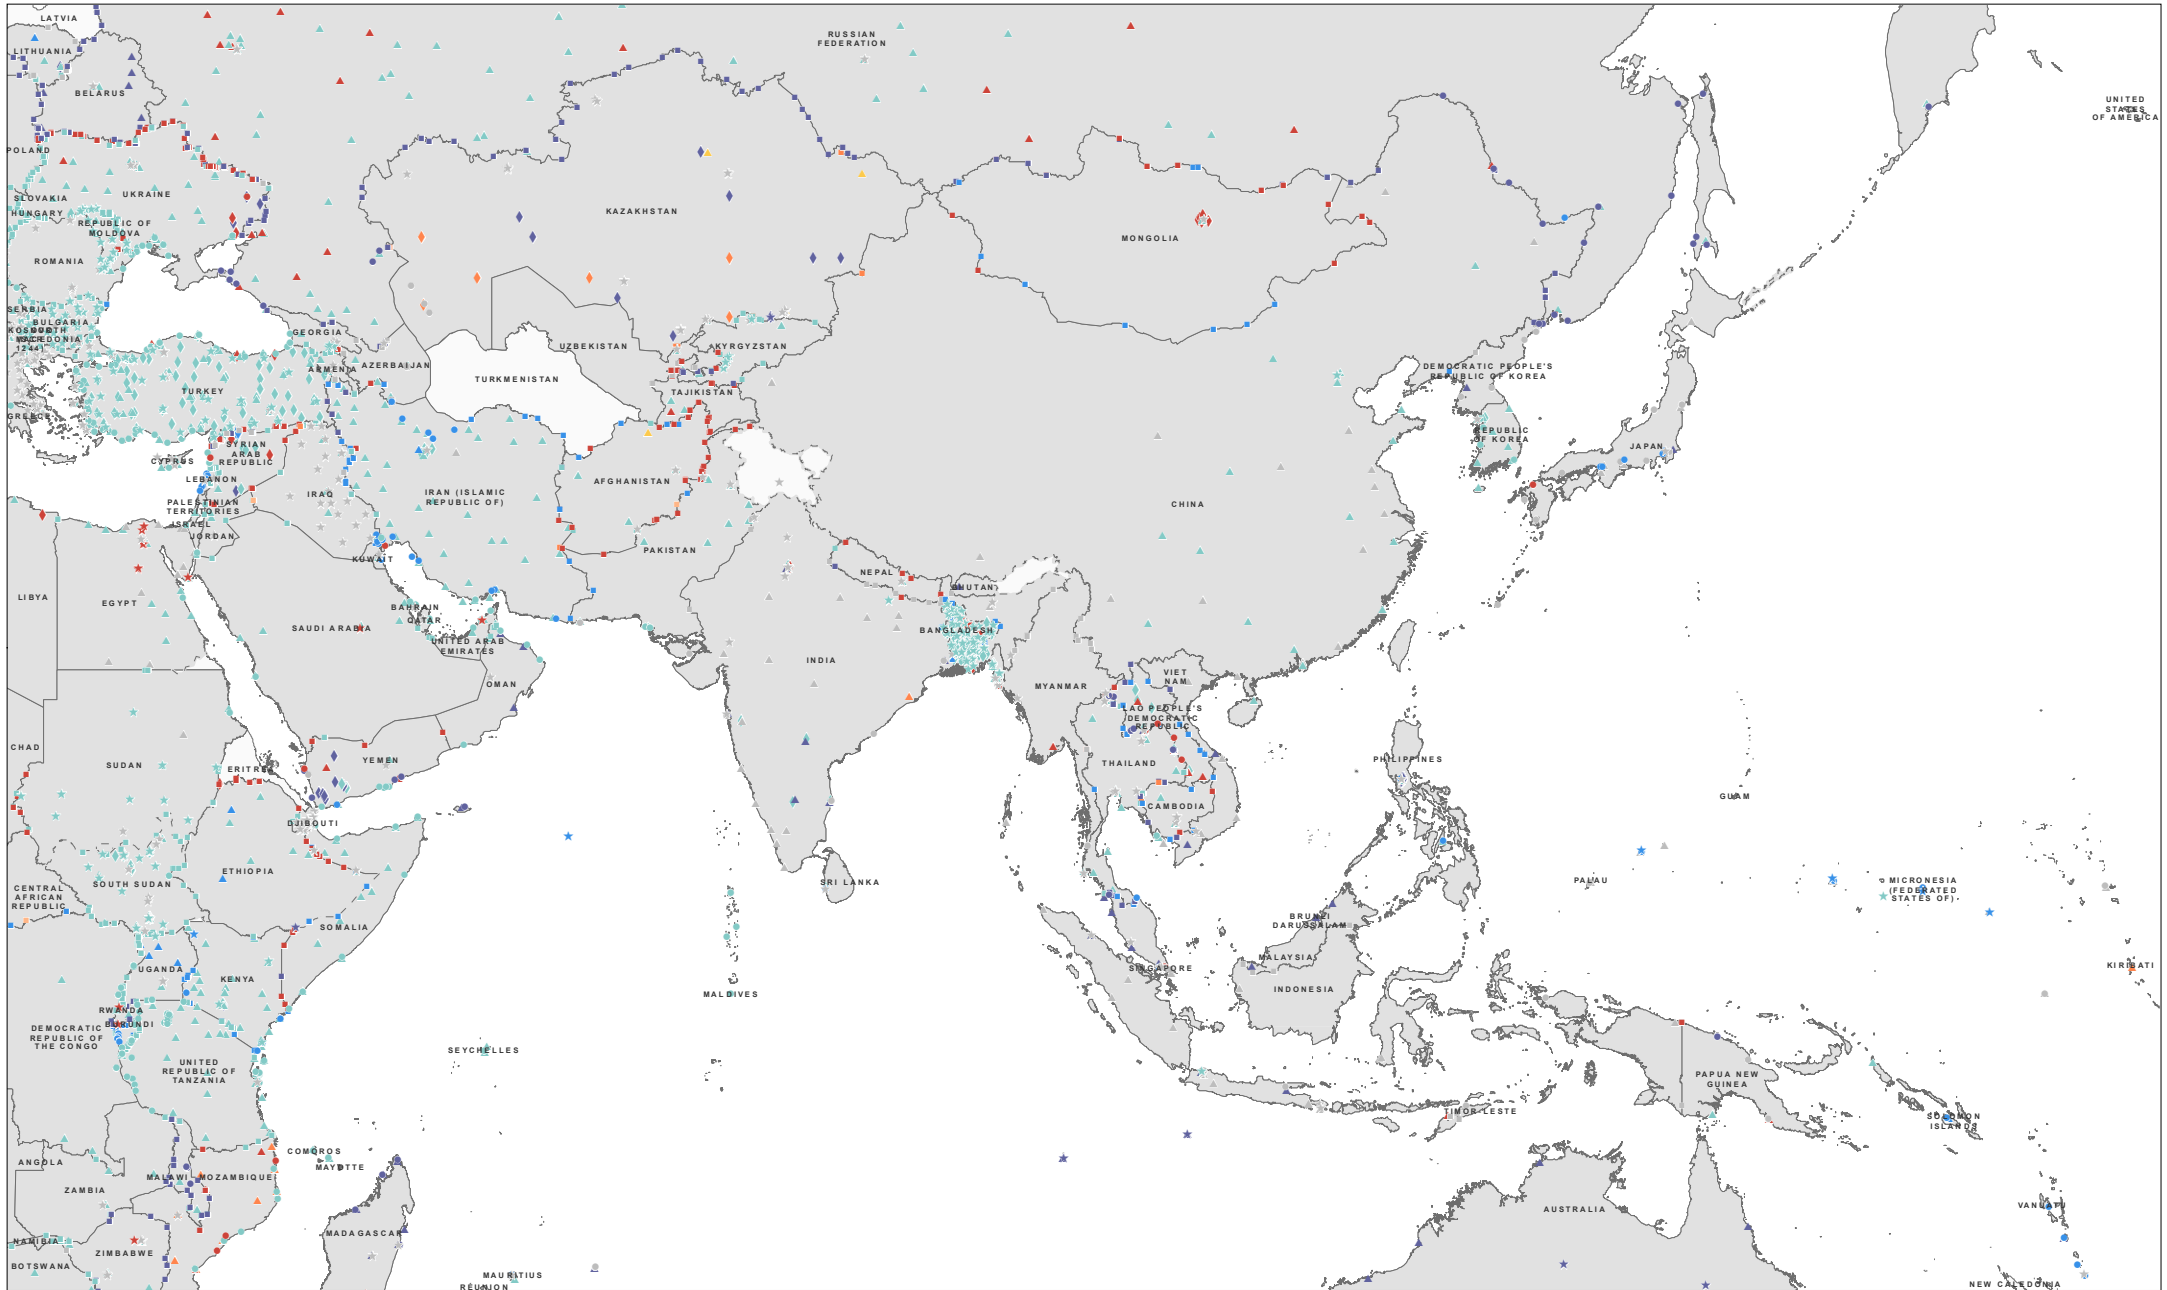 LATVIA
RUSSIAN
FEDERATION
LITHUANIA
BELARUS
UNITED
STATES
OF AMERICA
POLAND
UKRAINE
SLOVAKIA
HUNGARY
REPUBLIC OF
MOLDOVA
KAZAKHSTAN
MONGOLIA
ROMANIA
SERBIA
BULGARIA
MACEDONIA
1244)
GEORGIA
UZBEKISTAN
KYRGYZSTAN
ARMENIA
AZERBAIJAN
TURKMENISTAN
DEMOCRATIC PEOPLE'S
REPUBLIC OF KOREA
TURKEY
TAJIKISTAN
GREECE
REPUBLIC
OF KOREA
JAPAN
SYRIAN
ARAB
REPUBLIC
CYPRUS
LEBANON
IRAQ
IRAN (ISLAMIC
REPUBLIC OF)
AFGHANISTAN
PALESTINIAN
TERRITORIES
CHINA
ISRAEL
JORDAN
KUWAIT
PAKISTAN
NEPAL
BHUTAN
LIBYA
EGYPT
BAHRAIN
QATAR
SAUDI ARABIA
UNITED ARAB
EMIRATES
BANGLADESH
INDIA
OMAN
MYANMAR
VIET
NAM
LAO PEOPLE'S
DEMOCRATIC
REPUBLIC
CHAD
SUDAN
ERITREA
YEMEN
THAILAND
PHILIPPINES
GUAM
CAMBODIA
DJIBOUTI
ETHIOPIA
SOUTH SUDAN
CENTRAL
AFRICAN
REPUBLIC
SRI LANKA
PALAU
MICRONESIA
(FEDERATED
STATES OF)
SOMALIA
BRUNEI
DARUSSALAM
MALAYSIA
UGANDA
KENYA
SINGAPORE
KIRIBATI
INDONESIA
MALDIVES
RWANDA
BURUNDI
DEMOCRATIC
REPUBLIC OF
THE CONGO
SEYCHELLES
UNITED
REPUBLIC OF
TANZANIA
PAPUA NEW
GUINEA
TIMOR-LESTE
SOLOMON
ISLANDS
COMOROS
MAYOTTE
ANGOLA
MALAWI
MOZAMBIQUE
ZAMBIA
VANUATU
AUSTRALIA
MADAGASCAR
NAMIBIA
ZIMBABWE
BOTSWANA
MAURITIUS
RÉUNION
NEW CALEDONIA